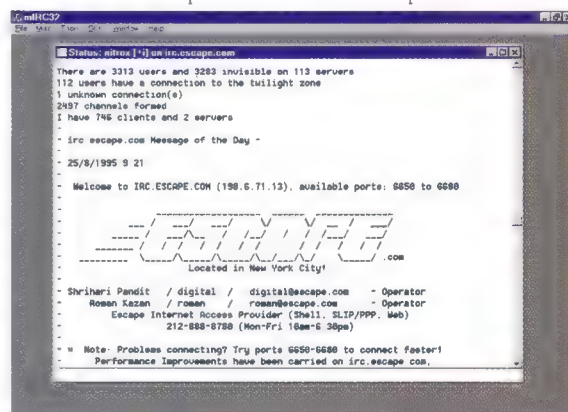 mIRC32
Status: nitrox [+i] on irc.escape.com
There are 3313 users and 3283 invisible on 113 servers
112 users have a connection to the twilight zone
1 unknown connection(s)
2497 channels formed
I have 746 clients and 2 servers
-
- irc escape.com Message of the Day -
-
- 25/8/1995 9 21
-
- Welcome to IRC.ESCAPE.COM (198.6.71.13), available ports: 6650 to 6680
-
.com
Located in New York City!
-
- Shrihari Pandit / digital / digital@escape.com - Operator
- Roman Kazan / roman / roman@escape.com - Operator
- Escape Internet Access Provider (Shell, SLIP/PPP, Web)
- 212-888-8780 (Mon-Fri 10am-6 30pm)
-
- * Note- Problems connecting? Try ports 6650-6680 to connect faster!
- Performance Improvements have been carried on irc.escape com,